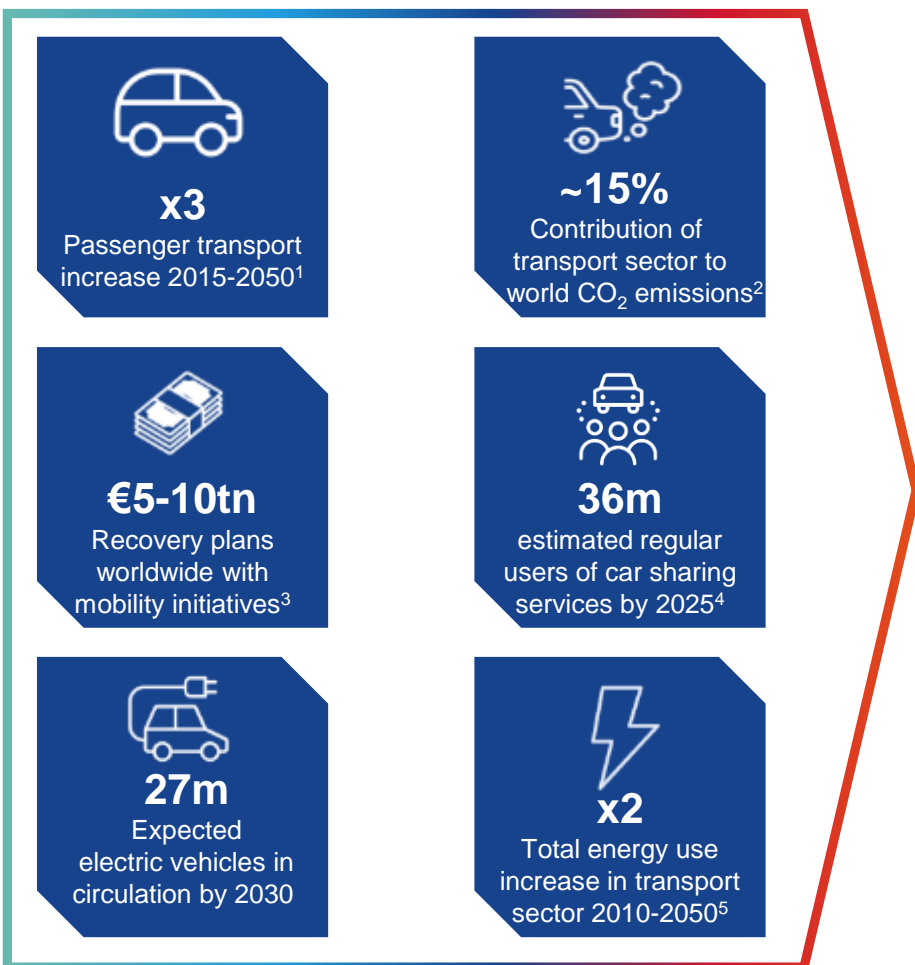 x3
Passenger transport
increase 2015-2050¹
~15%
Contribution of
transport sector to
world CO₂ emissions²
€5-10tn
Recovery plans
worldwide with
mobility initiatives³
36m
estimated regular
users of car sharing
services by 2025⁴
27m
Expected
electric vehicles in
circulation by 2030
x2
Total energy use
increase in transport
sector 2010-2050⁵